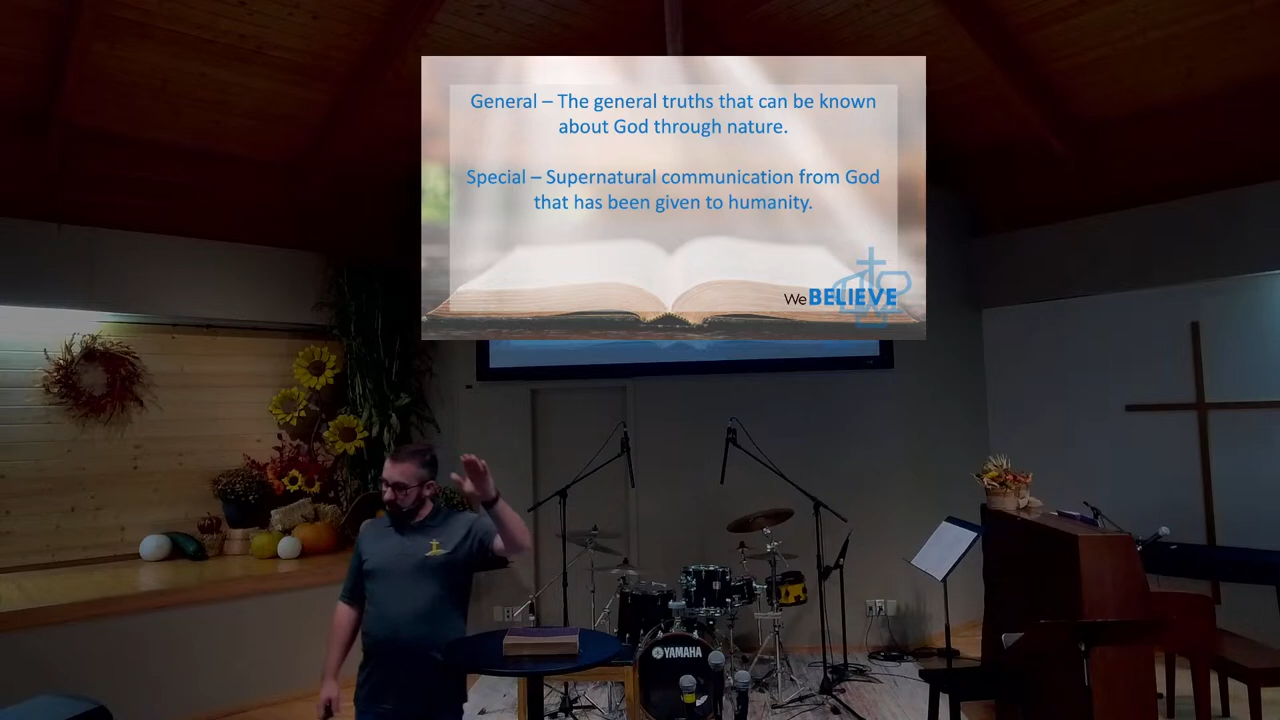 General – The general truths that can be known
about God through nature.
Special – Supernatural communication from God
that has been given to humanity.
We BELIEVE
YAMAHA